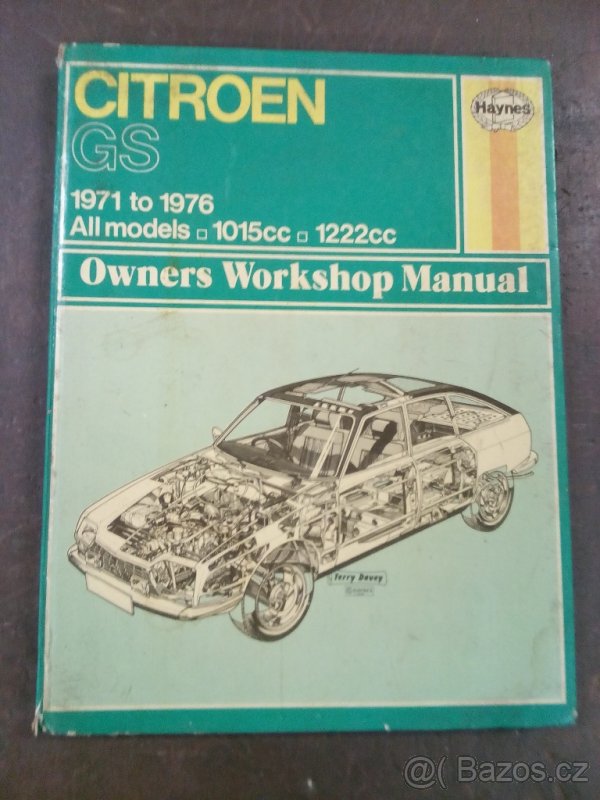 CITROEN
GS
1971 to 1976
All models ▫ 1015cc ▫ 1222cc
Haynes
Owners Workshop Manual
Terry Davey
@( Bazos.cz